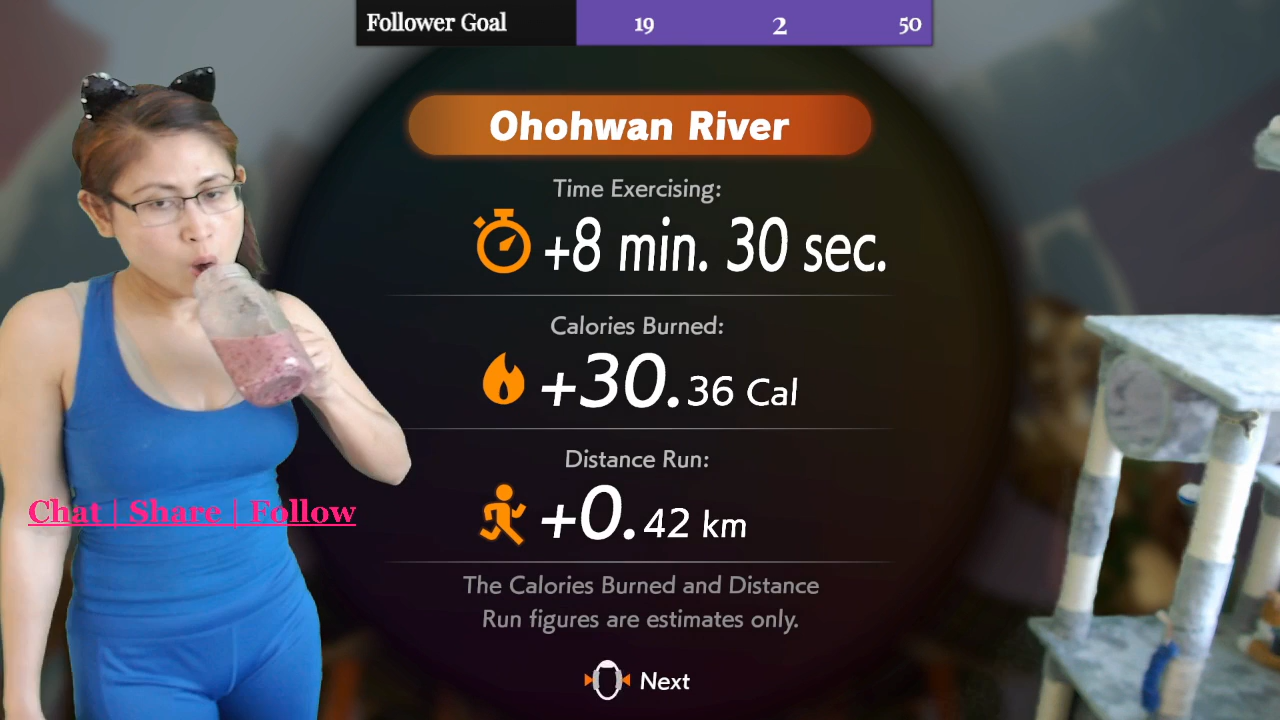 Follower Goal 19 2 50
Ohohwan River
Time Exercising:
+8 min. 30 sec.
Calories Burned:
+30.36 Cal
Distance Run:
+0.42 km
Chat | Share | Follow
The Calories Burned and Distance
Run figures are estimates only.
Next